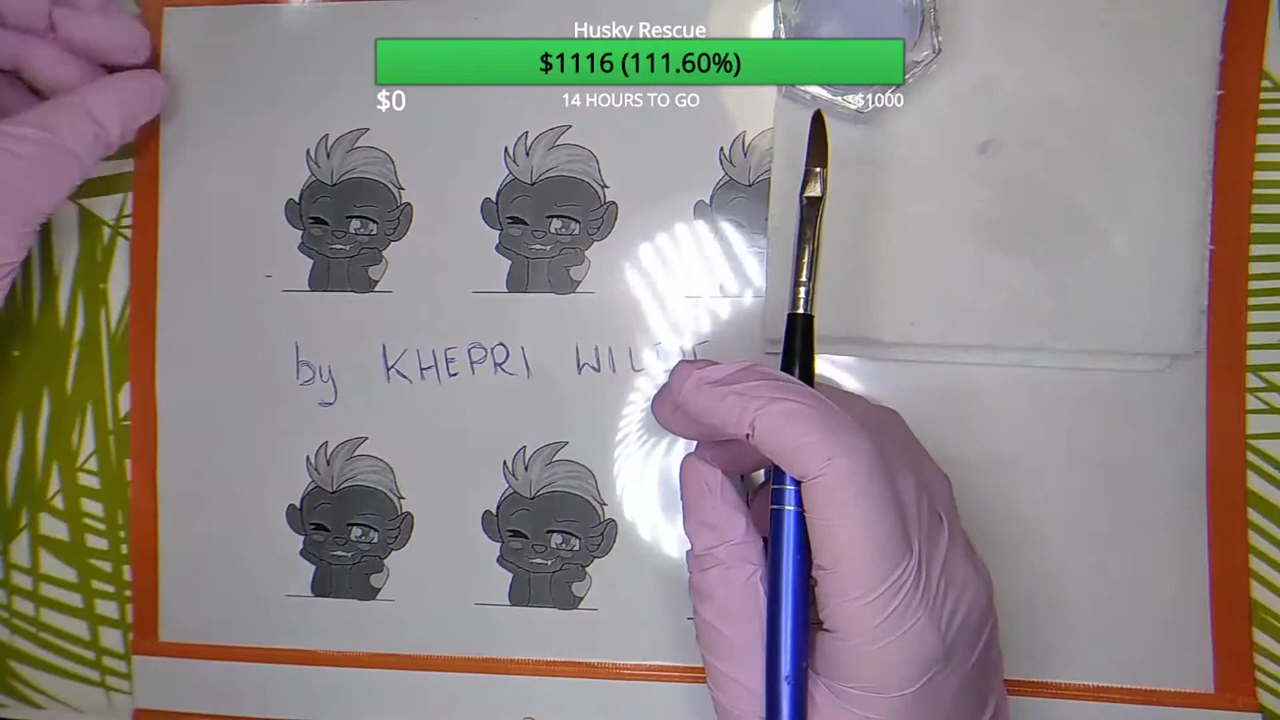 Husky Rescue
$1116 (111.60%)
$0 14 HOURS TO GO $1000
by KHEPRI